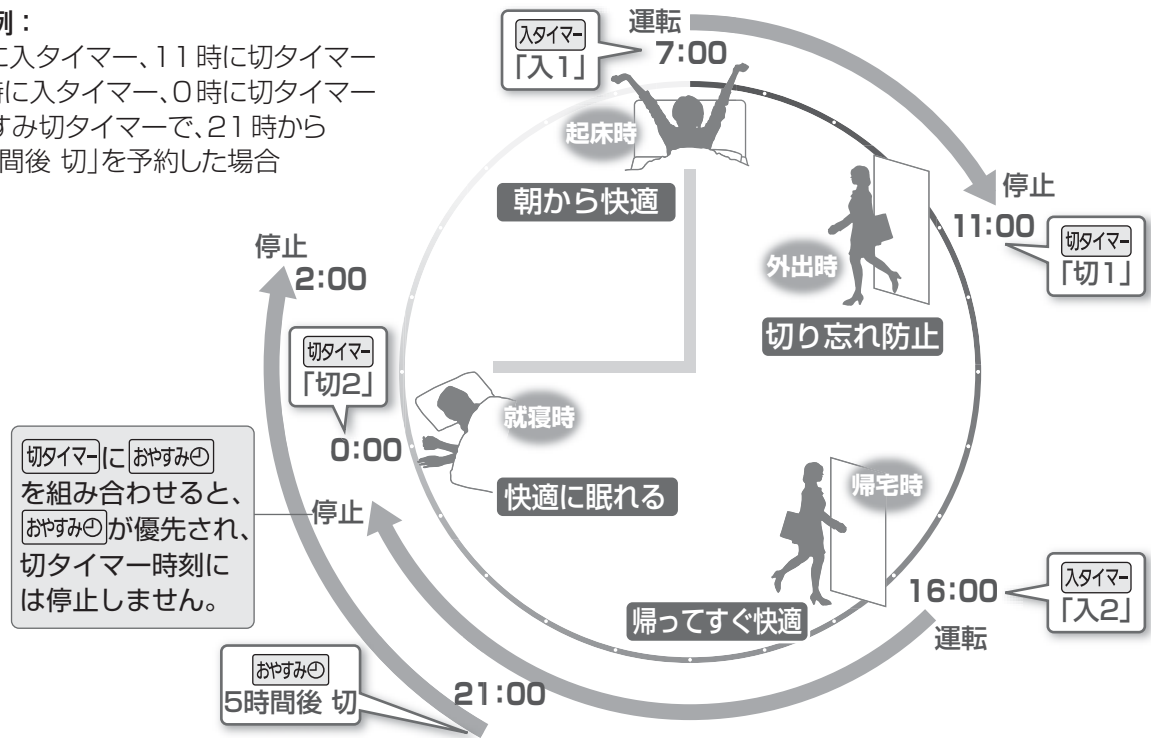 例：
に入タイマー、11時に切タイマー
時に入タイマー、0時に切タイマー
すみ切タイマーで、21時から
間後 切」を予約した場合
入タイマー
「入1」
運転
7:00
起床時
朝から快適
停止
11:00
切タイマー
「切1」
外出時
切り忘れ防止
停止
2:00
切タイマー
「切2」
0:00
就寝時
快適に眠れる
切タイマーにおやすみ
を組み合わせると、
おやすみが優先され、
切タイマー時刻に
は停止しません。
停止
帰宅時
帰ってすぐ快適
16:00
運転
入タイマー
「入2」
おやすみ
5時間後 切
21:00